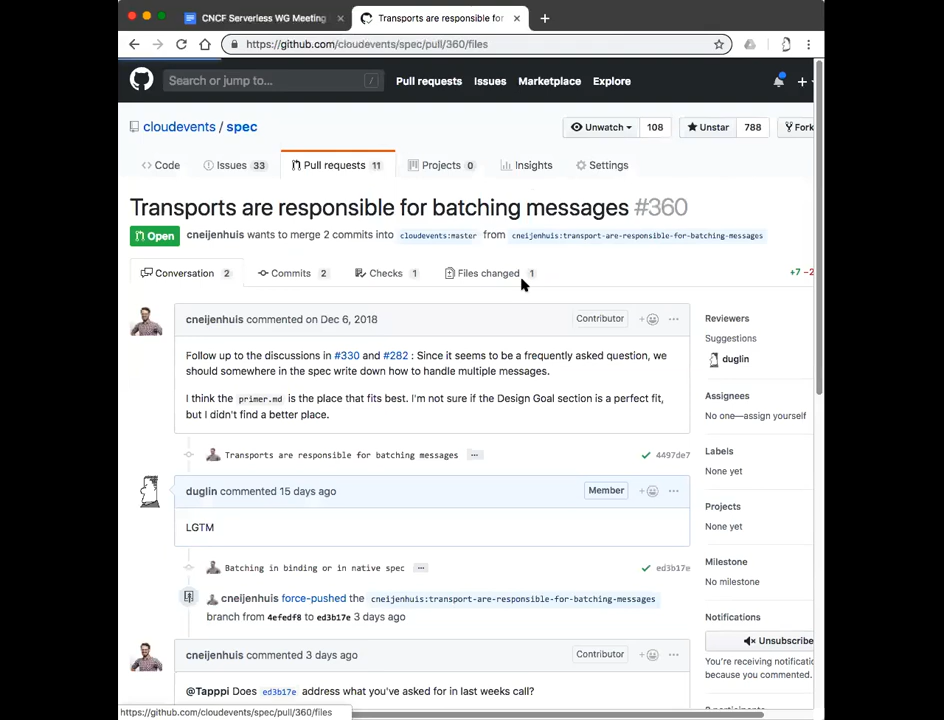 CNCF Serverless WG Meeting
Transports are responsible for
https://github.com/cloudevents/spec/pull/360/files
Search or jump to...
/
Pull requests
Issues
Marketplace
Explore
cloudevents / spec
Unwatch
108
Unstar
788
Fork
Code
Issues 33
Pull requests 11
Projects 0
Insights
Settings
Transports are responsible for batching messages #360
Open
cneijenhuis wants to merge 2 commits into cloudevents:master from cneijenhuis:transport-are-responsible-for-batching-messages
Conversation 2
Commits 2
Checks 1
Files changed 1
+7 −2
cneijenhuis commented on Dec 6, 2018
Contributor
Follow up to the discussions in #330 and #282 : Since it seems to be a frequently asked question, we
should somewhere in the spec write down how to handle multiple messages.
I think the primer.md is the place that fits best. I'm not sure if the Design Goal section is a perfect fit,
but I didn't find a better place.
Transports are responsible for batching messages
4497de7
duglin commented 15 days ago
Member
LGTM
Batching in binding or in native spec
ed3b17e
cneijenhuis force-pushed the cneijenhuis:transport-are-responsible-for-batching-messages
branch from 4efedf8 to ed3b17e 3 days ago
cneijenhuis commented 3 days ago
Contributor
@Tapppi Does ed3b17e address what you've asked for in last weeks call?
Reviewers
Suggestions
duglin
Assignees
No one—assign yourself
Labels
None yet
Projects
None yet
Milestone
No milestone
Notifications
Unsubscribe
You're receiving notificatio
because you commented.
https://github.com/cloudevents/spec/pull/360/files